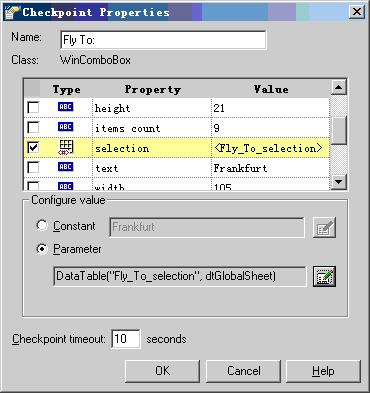 Checkpoint Properties
Name: Fly To:
Class: WinComboBox
Type Property Value
ABC height 21
ABC items count 9
selection <Fly_To_selection>
ABC text Frankfurt
ABC width 105
Configure value
Constant Frankfurt
Parameter
DataTable("Fly_To_selection", dtGlobalSheet)
Checkpoint timeout: 10 seconds
OK Cancel Help